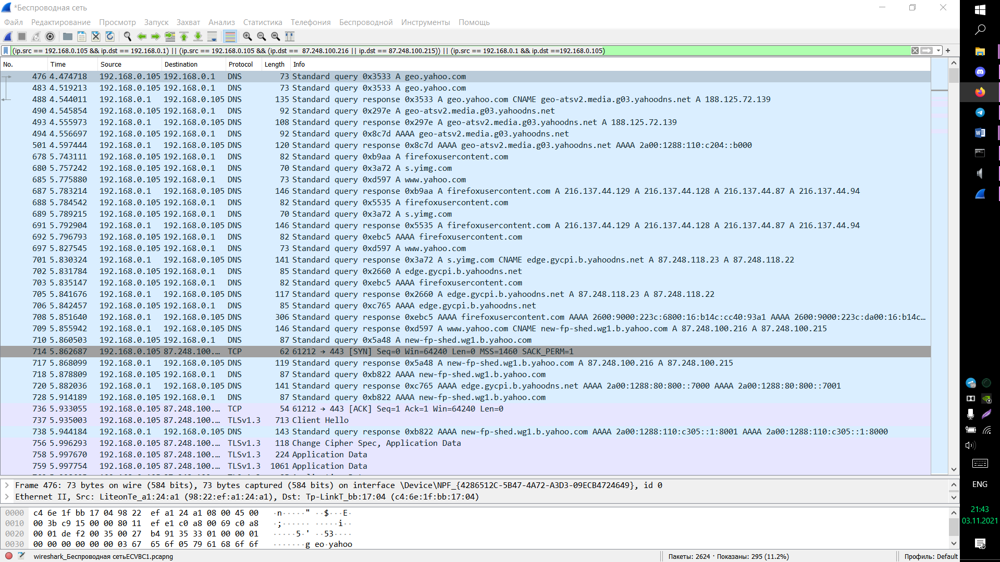 *Беспроводная сеть
Файл Редактирование Просмотр Запуск Захват Анализ Статистика Телефония Беспроводной Инструменты Помощь
(ip.src == 192.168.0.105 && ip.dst == 192.168.0.1) || (ip.src == 192.168.0.105 && (ip.dst == 87.248.100.216 || ip.dst == 87.248.100.215)) || (ip.src == 192.168.0.1 && ip.dst ==192.168.0.105)
No. Time Source Destination Protocol Length Info
476 4.474718 192.168.0.105 192.168.0.1 DNS 73 Standard query 0x3533 A geo.yahoo.com
483 4.519213 192.168.0.105 192.168.0.1 DNS 73 Standard query 0x3533 A geo.yahoo.com
488 4.544011 192.168.0.1 192.168.0.105 DNS 135 Standard query response 0x3533 A geo.yahoo.com CNAME geo-atsv2.media.g03.yahoodns.net A 188.125.72.139
490 4.545854 192.168.0.105 192.168.0.1 DNS 92 Standard query 0x297e A geo-atsv2.media.g03.yahoodns.net
493 4.555973 192.168.0.1 192.168.0.105 DNS 108 Standard query response 0x297e A geo-atsv2.media.g03.yahoodns.net A 188.125.72.139
494 4.556697 192.168.0.105 192.168.0.1 DNS 92 Standard query 0x8c7d AAAA geo-atsv2.media.g03.yahoodns.net
501 4.597444 192.168.0.1 192.168.0.105 DNS 120 Standard query response 0x8c7d AAAA geo-atsv2.media.g03.yahoodns.net AAAA 2a00:1288:110:c204::b000
678 5.743111 192.168.0.105 192.168.0.1 DNS 82 Standard query 0xb9aa A firefoxusercontent.com
680 5.757242 192.168.0.105 192.168.0.1 DNS 70 Standard query 0x3a72 A s.yimg.com
685 5.775880 192.168.0.105 192.168.0.1 DNS 73 Standard query 0xd597 A www.yahoo.com
687 5.783214 192.168.0.1 192.168.0.105 DNS 146 Standard query response 0xb9aa A firefoxusercontent.com A 216.137.44.129 A 216.137.44.128 A 216.137.44.87 A 216.137.44.94
688 5.784542 192.168.0.105 192.168.0.1 DNS 82 Standard query 0x5535 A firefoxusercontent.com
689 5.789215 192.168.0.105 192.168.0.1 DNS 70 Standard query 0x3a72 A s.yimg.com
691 5.792904 192.168.0.1 192.168.0.105 DNS 146 Standard query response 0x5535 A firefoxusercontent.com A 216.137.44.129 A 216.137.44.128 A 216.137.44.87 A 216.137.44.94
692 5.796793 192.168.0.105 192.168.0.1 DNS 82 Standard query 0xebc5 AAAA firefoxusercontent.com
697 5.827545 192.168.0.105 192.168.0.1 DNS 73 Standard query 0xd597 A www.yahoo.com
701 5.830324 192.168.0.1 192.168.0.105 DNS 141 Standard query response 0x3a72 A s.yimg.com CNAME edge.gycpi.b.yahoodns.net A 87.248.118.23 A 87.248.118.22
702 5.831784 192.168.0.105 192.168.0.1 DNS 85 Standard query 0x2660 A edge.gycpi.b.yahoodns.net
703 5.835147 192.168.0.105 192.168.0.1 DNS 82 Standard query 0xebc5 AAAA firefoxusercontent.com
705 5.841676 192.168.0.1 192.168.0.105 DNS 117 Standard query response 0x2660 A edge.gycpi.b.yahoodns.net A 87.248.118.23 A 87.248.118.22
706 5.842457 192.168.0.105 192.168.0.1 DNS 85 Standard query 0xc765 AAAA edge.gycpi.b.yahoodns.net
708 5.851640 192.168.0.1 192.168.0.105 DNS 306 Standard query response 0xebc5 AAAA firefoxusercontent.com AAAA 2600:9000:223c:6800:16:b14c:cc40:93a1 AAAA 2600:9000:223c:da00:16:b14c…
709 5.855942 192.168.0.1 192.168.0.105 DNS 146 Standard query response 0xd597 A www.yahoo.com CNAME new-fp-shed.wg1.b.yahoo.com A 87.248.100.216 A 87.248.100.215
710 5.860503 192.168.0.105 192.168.0.1 DNS 87 Standard query 0x5a48 A new-fp-shed.wg1.b.yahoo.com
714 5.862687 192.168.0.105 87.248.100.… TCP 62 61212 → 443 [SYN] Seq=0 Win=64240 Len=0 MSS=1460 SACK_PERM=1
717 5.868099 192.168.0.1 192.168.0.105 DNS 119 Standard query response 0x5a48 A new-fp-shed.wg1.b.yahoo.com A 87.248.100.216 A 87.248.100.215
718 5.878809 192.168.0.105 192.168.0.1 DNS 87 Standard query 0xb822 AAAA new-fp-shed.wg1.b.yahoo.com
720 5.882036 192.168.0.1 192.168.0.105 DNS 141 Standard query response 0xc765 AAAA edge.gycpi.b.yahoodns.net AAAA 2a00:1288:80:800::7000 AAAA 2a00:1288:80:800::7001
728 5.914189 192.168.0.105 192.168.0.1 DNS 87 Standard query 0xb822 AAAA new-fp-shed.wg1.b.yahoo.com
736 5.933055 192.168.0.105 87.248.100.… TCP 54 61212 → 443 [ACK] Seq=1 Ack=1 Win=64240 Len=0
737 5.935003 192.168.0.105 87.248.100.… TLSv1.3 713 Client Hello
738 5.944184 192.168.0.1 192.168.0.105 DNS 143 Standard query response 0xb822 AAAA new-fp-shed.wg1.b.yahoo.com AAAA 2a00:1288:110:c305::1:8001 AAAA 2a00:1288:110:c305::1:8000
756 5.996293 192.168.0.105 87.248.100.… TLSv1.3 118 Change Cipher Spec, Application Data
758 5.997670 192.168.0.105 87.248.100.… TLSv1.3 224 Application Data
759 5.997754 192.168.0.105 87.248.100.… TLSv1.3 1061 Application Data
Frame 476: 73 bytes on wire (584 bits), 73 bytes captured (584 bits) on interface \Device\NPF_{4286512C-5B47-4A72-A3D3-09ECB4724649}, id 0
Ethernet II, Src: LiteonTe_a1:24:a1 (98:22:ef:a1:24:a1), Dst: Tp-LinkT_bb:17:04 (c4:6e:1f:bb:17:04)
0000 c4 6e 1f bb 17 04 98 22 ef a1 24 a1 08 00 45 00 ·n·····" ··$···E·
0010 00 3b c9 15 00 00 80 11 ef e1 c0 a8 00 69 c0 a8 ·;······ ·····i··
0020 00 01 de f2 00 35 00 27 b4 91 35 33 01 00 00 01 ·····5·' ··53····
0030 00 00 00 00 00 00 03 67 65 6f 05 79 61 68 6f 6f ·······g eo·yahoo
wireshark_Беспроводная сетьECVBC1.pcapng
Пакеты: 2624 · Показаны: 295 (11.2%)
Профиль: Default
99
ENG
21:43
03.11.2021